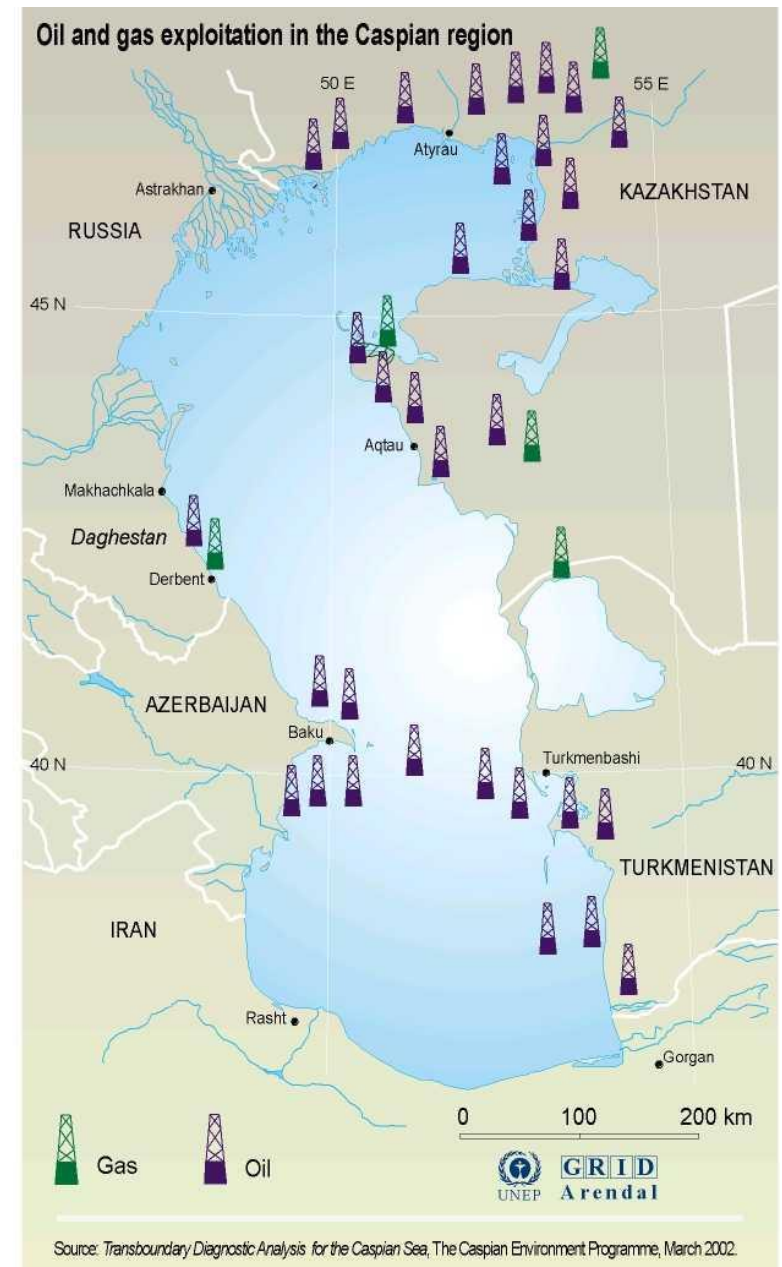 Oil and gas exploitation in the Caspian region
50 E
55 E
Atyrau
Astrakhan
KAZAKHSTAN
RUSSIA
45 N
Aqtau
Makhachkala
Daghestan
Derbent
AZERBAIJAN
Baku
Turkmenbashi
40 N
40 N
TURKMENISTAN
IRAN
Rasht
Gorgan
0 100 200 km
Gas
Oil
UNEP
GRID
Arendal
Source: Transboundary Diagnostic Analysis for the Caspian Sea, The Caspian Environment Programme, March 2002.